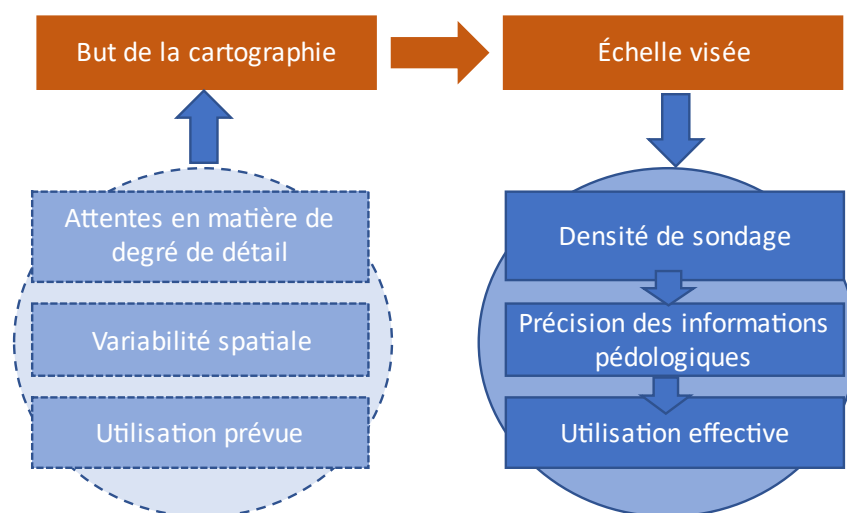 But de la cartographie
Échelle visée
Attentes en matière de
degré de détail
Variabilité spatiale
Utilisation prévue
Densité de sondage
Précision des informations
pédologiques
Utilisation effective